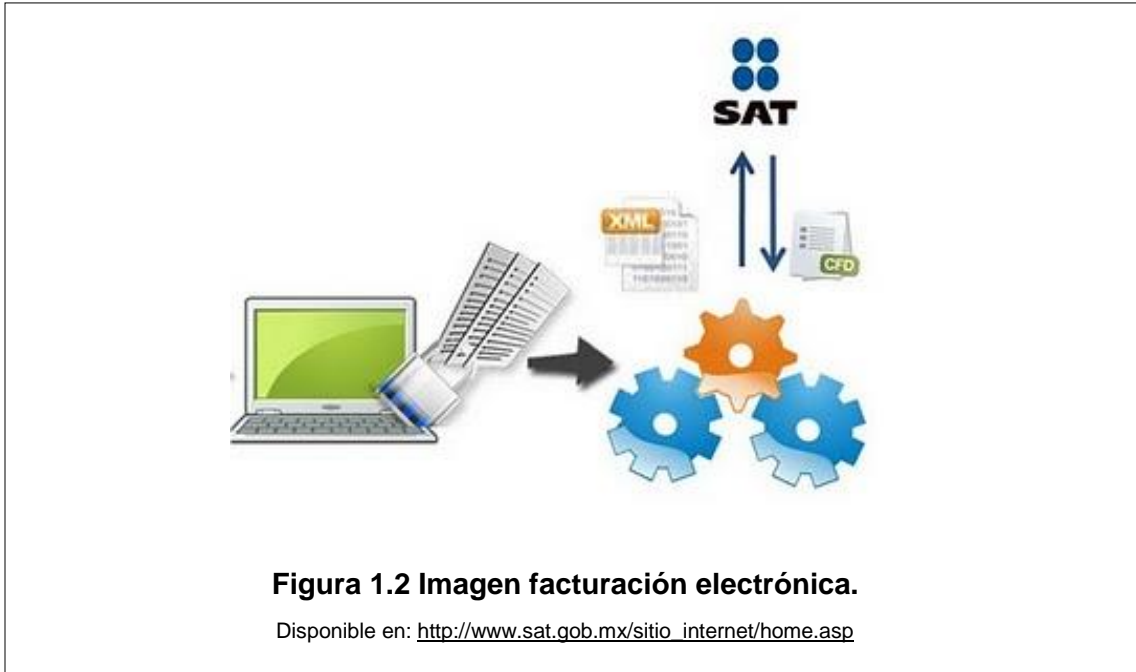 SAT
XML
CFD
Figura 1.2 Imagen facturación electrónica.
Disponible en: http://www.sat.gob.mx/sitio_internet/home.asp